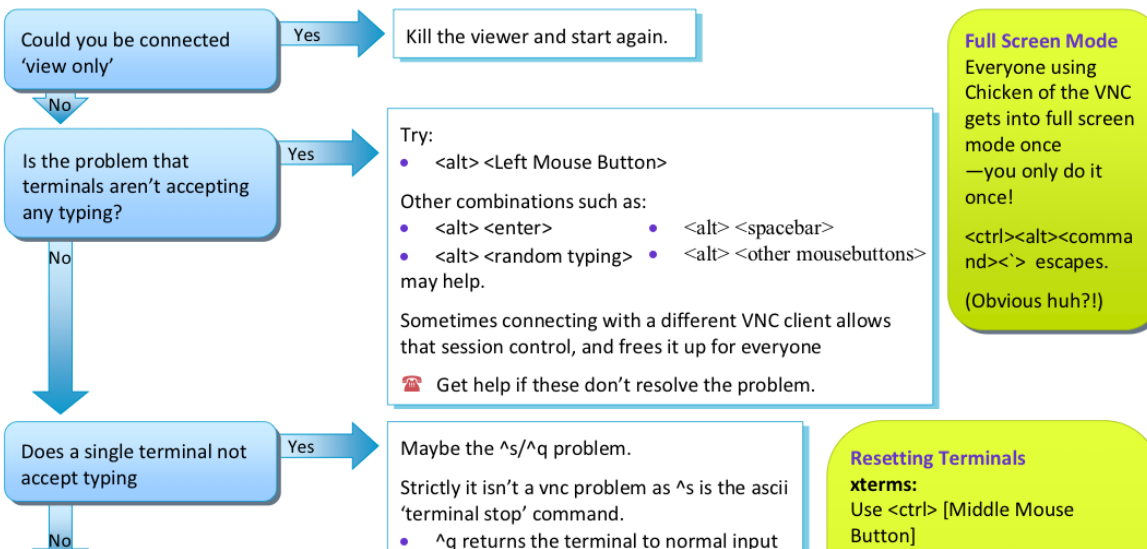 Could you be connected
‘view only’
Yes
Kill the viewer and start again.
No
Is the problem that
terminals aren’t accepting
any typing?
Yes
Try:
• <alt> <Left Mouse Button>
Other combinations such as:
• <alt> <enter> • <alt> <spacebar>
• <alt> <random typing> • <alt> <other mousebuttons>
may help.
Sometimes connecting with a different VNC client allows
that session control, and frees it up for everyone
☎ Get help if these don’t resolve the problem.
No
Does a single terminal not
accept typing
Yes
Maybe the ^s/^q problem.
Strictly it isn’t a vnc problem as ^s is the ascii
‘terminal stop’ command.
• ^q returns the terminal to normal input
No
Full Screen Mode
Everyone using
Chicken of the VNC
gets into full screen
mode once
—you only do it
once!
<ctrl><alt><comma
nd><`> escapes.
(Obvious huh?!)
Resetting Terminals
xterms:
Use <ctrl> [Middle Mouse
Button]